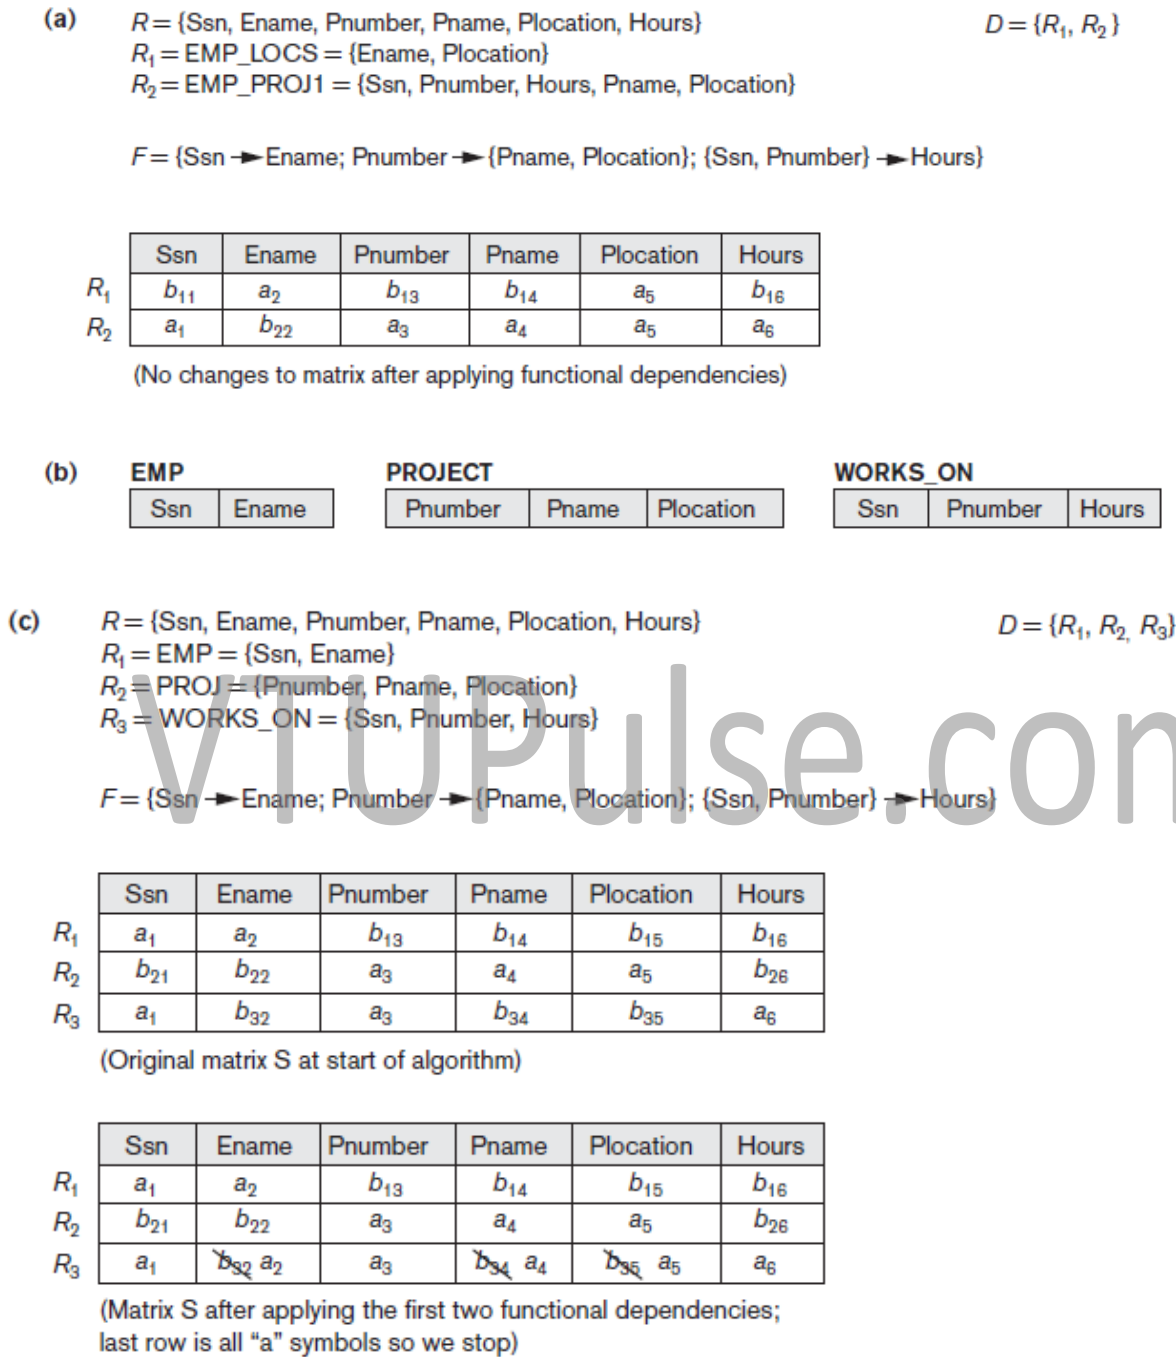 (a) R = {Ssn, Ename, Pnumber, Pname, Plocation, Hours} D = {R₁, R₂}
R₁ = EMP_LOCS = {Ename, Plocation}
R₂ = EMP_PROJ1 = {Ssn, Pnumber, Hours, Pname, Plocation}
F = {Ssn → Ename; Pnumber → {Pname, Plocation}; {Ssn, Pnumber} → Hours}
Ssn Ename Pnumber Pname Plocation Hours
R₁ b₁₁ a₂ b₁₃ b₁₄ a₅ b₁₆
R₂ a₁ b₂₂ a₃ a₄ a₅ a₆
(No changes to matrix after applying functional dependencies)
(b) EMP PROJECT WORKS_ON
Ssn Ename Pnumber Pname Plocation Ssn Pnumber Hours
(c) R = {Ssn, Ename, Pnumber, Pname, Plocation, Hours} D = {R₁, R₂, R₃}
R₁ = EMP = {Ssn, Ename}
R₂ = PROJ = {Pnumber, Pname, Plocation}
R₃ = WORKS_ON = {Ssn, Pnumber, Hours}
VTUPulse.com
F = {Ssn → Ename; Pnumber → {Pname, Plocation}; {Ssn, Pnumber} → Hours}
Ssn Ename Pnumber Pname Plocation Hours
R₁ a₁ a₂ b₁₃ b₁₄ b₁₅ b₁₆
R₂ b₂₁ b₂₂ a₃ a₄ a₅ b₂₆
R₃ a₁ b₃₂ a₃ b₃₄ b₃₅ a₆
(Original matrix S at start of algorithm)
Ssn Ename Pnumber Pname Plocation Hours
R₁ a₁ a₂ b₁₃ b₁₄ b₁₅ b₁₆
R₂ b₂₁ b₂₂ a₃ a₄ a₅ b₂₆
R₃ a₁ b₃₂ a₂ a₃ b₃₄ a₄ b₃₅ a₅ a₆
(Matrix S after applying the first two functional dependencies;
last row is all “a” symbols so we stop)